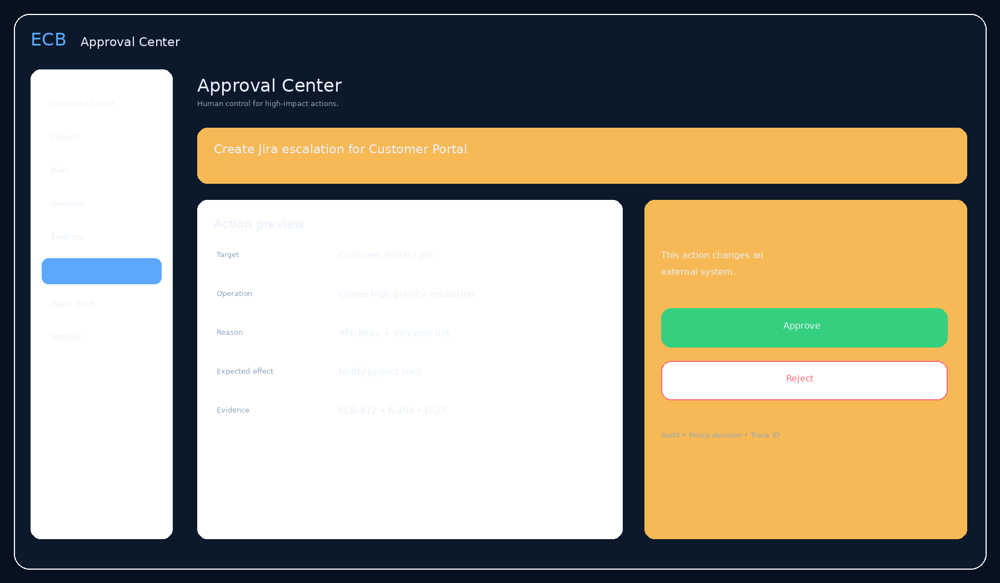 ECB Approval Center
Command Center
Projects
Risks
Decisions
Evidence
Agent Trace
Settings
Approval Center
Human control for high-impact actions.
Create Jira escalation for Customer Portal
Action preview
Target Customer Portal / Jira
Operation Create high-priority escalation
Reason API delay + elevated risk
Expected effect Notify project lead
Evidence ECB-412 • R-104 • D-27
This action changes an
external system.
Approve
Reject
Audit • Policy decision • Trace ID